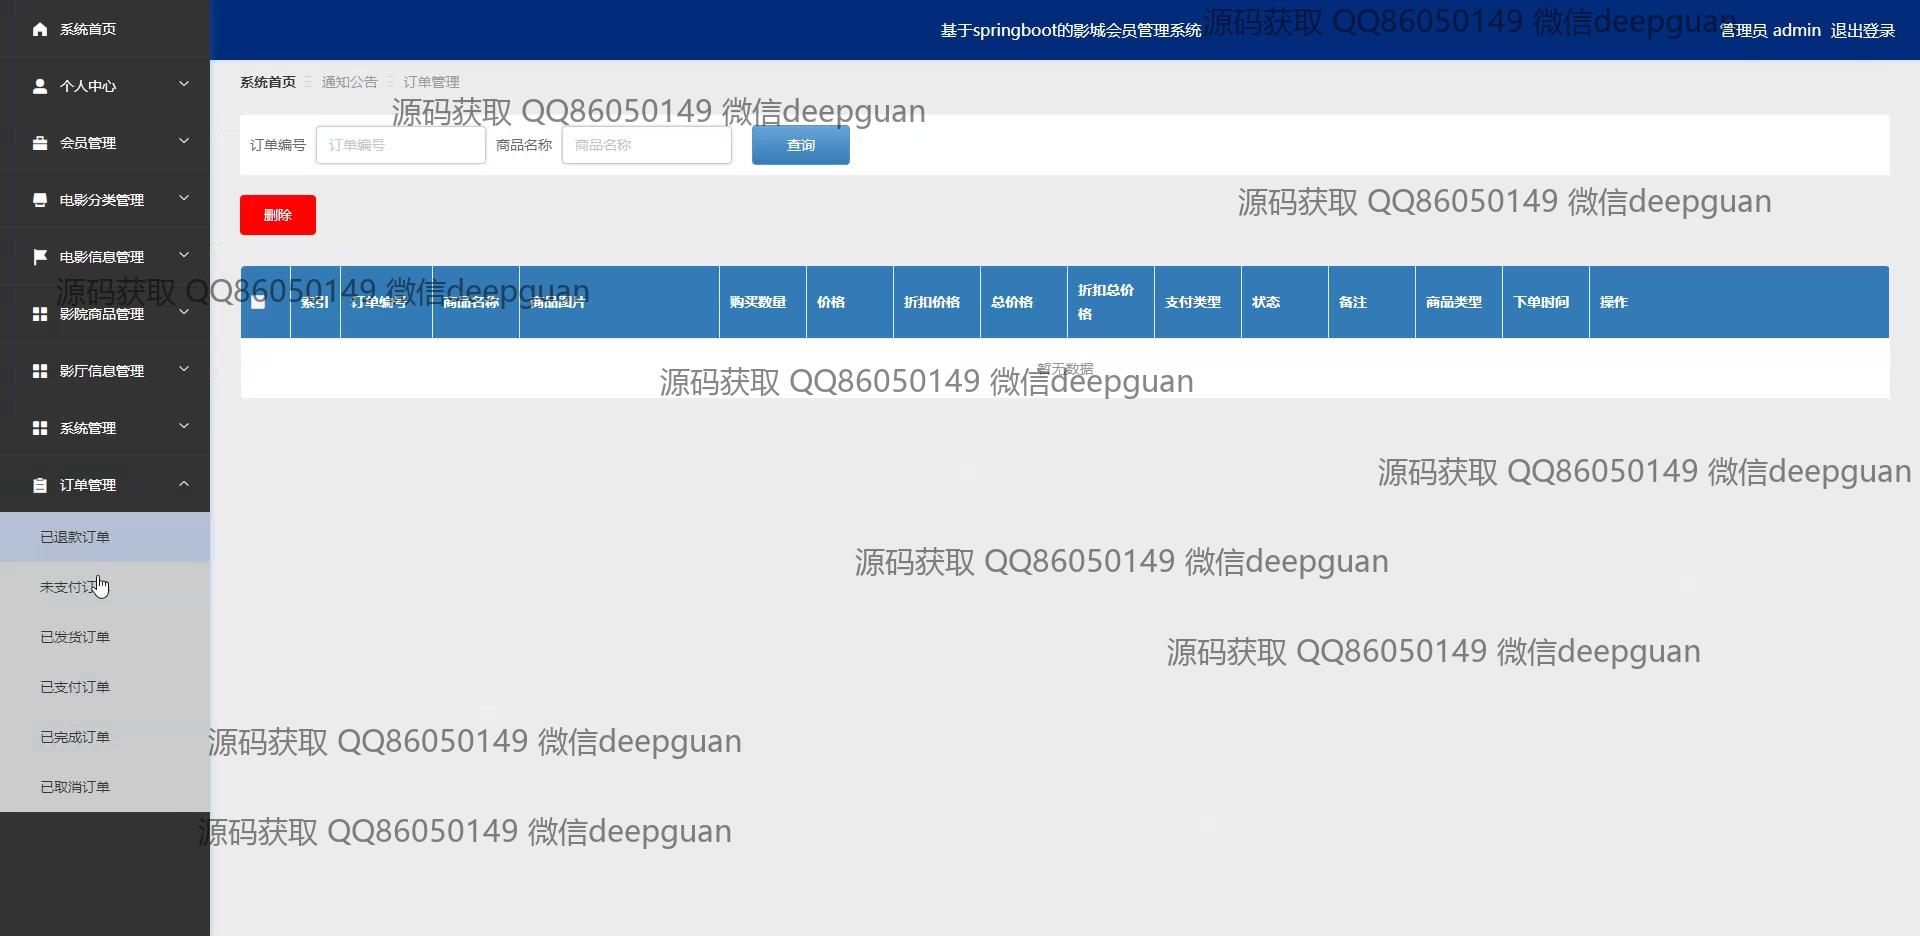 系统首页
个人中心
会员管理
电影分类管理
电影信息管理
影院商品管理
影厅信息管理
系统管理
订单管理
已退款订单
未支付订
已发货订单
已支付订单
已完成订单
已取消订单
基于springboot的影城会员管理系统
管理员 admin 退出登录
源码获取 QQ86050149 微信deepguan
系统首页 通知公告 订单管理
源码获取 QQ86050149 微信deepguan
订单编号 订单编号 商品名称 商品名称 查询
源码获取 QQ86050149 微信deepguan
删除
源码获取 QQ86050149 微信deepguan
索引 订单编号 商品名称 商品图片 购买数量 价格 折扣价格 总价格 折扣总价格 支付类型 状态 备注 商品类型 下单时间 操作
暂无数据
源码获取 QQ86050149 微信deepguan
源码获取 QQ86050149 微信deepguan
源码获取 QQ86050149 微信deepguan
源码获取 QQ86050149 微信deepguan
源码获取 QQ86050149 微信deepguan
源码获取 QQ86050149 微信deepguan